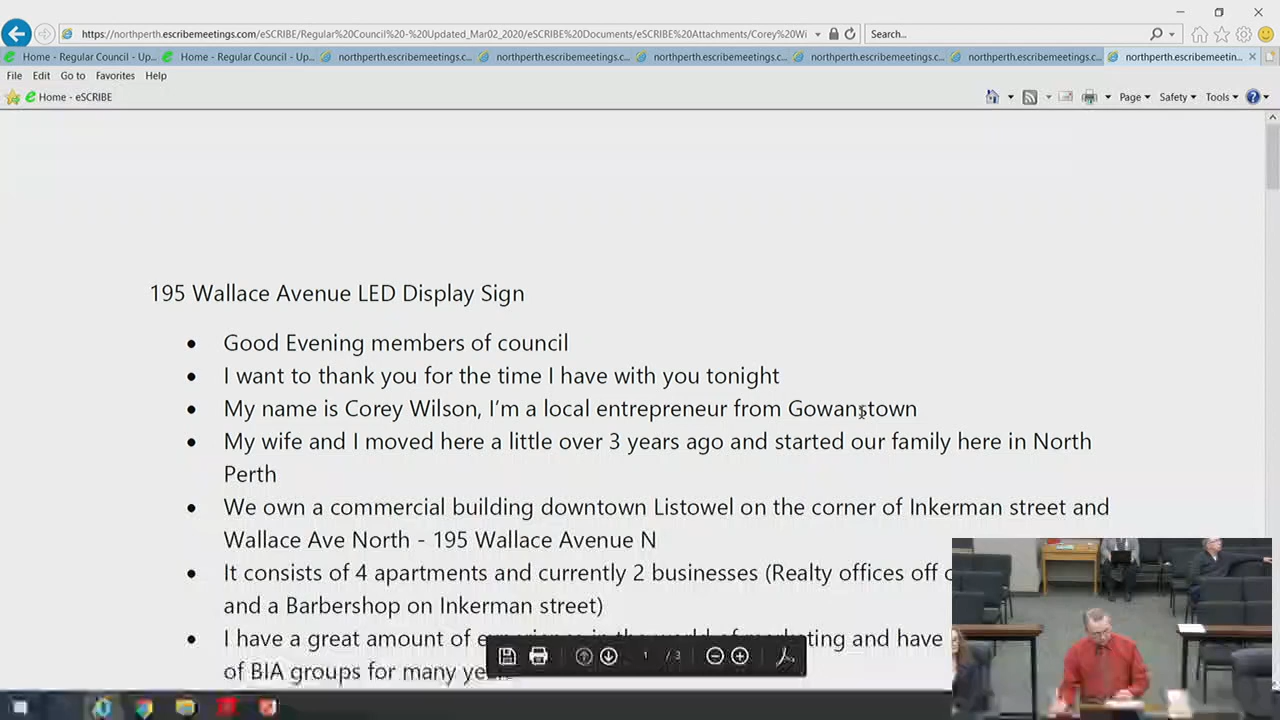 https://northperth.escribemeetings.com/eSCRIBE/Regular%20Council%20-%20Updated_Mar02_2020/eSCRIBE%20Documents/eSCRIBE%20Attachments/Corey%20Wi
Search...
Home - Regular Council - Up...
Home - Regular Council - Up...
northperth.escribemeetings.c...
northperth.escribemeetings.c...
northperth.escribemeetings.c...
northperth.escribemeetings.c...
northperth.escribemeetings.c...
northperth.escribemeetin...
File Edit Go to Favorites Help
Home - eSCRIBE
Page Safety Tools
195 Wallace Avenue LED Display Sign
• Good Evening members of council
• I want to thank you for the time I have with you tonight
• My name is Corey Wilson, I'm a local entrepreneur from Gowanstown
• My wife and I moved here a little over 3 years ago and started our family here in North
Perth
• We own a commercial building downtown Listowel on the corner of Inkerman street and
Wallace Ave North - 195 Wallace Avenue N
• It consists of 4 apartments and currently 2 businesses (Realty offices off
and a Barbershop on Inkerman street)
• I have a great amount of experience in the world of marketing and have
of BIA groups for many years
1 / 3